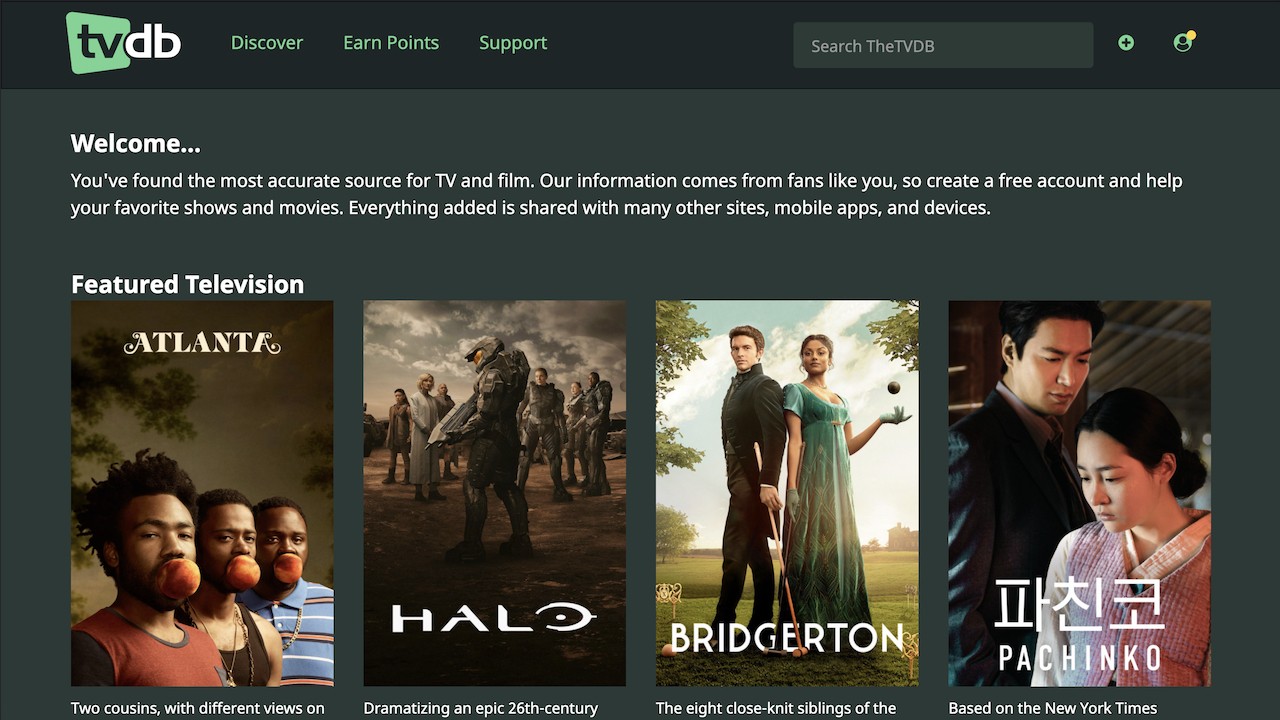 tvdb
Discover
Earn Points
Support
Search TheTVDB
Welcome...
You've found the most accurate source for TV and film. Our information comes from fans like you, so create a free account and help
your favorite shows and movies. Everything added is shared with many other sites, mobile apps, and devices.
Featured Television
ATLANTA
HALO
BRIDGERTON
파친코
PACHINKO
Two cousins, with different views on
Dramatizing an epic 26th-century
The eight close-knit siblings of the
Based on the New York Times